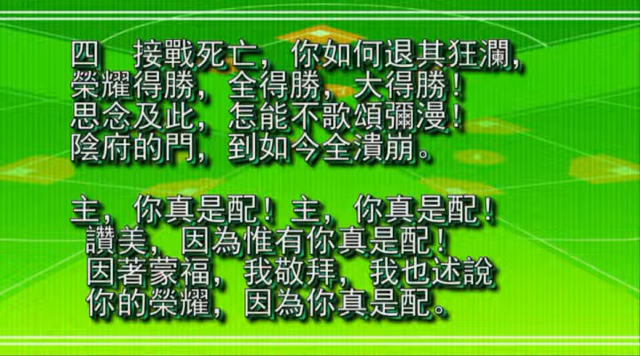 四　接戰死亡，你如何退其狂瀾，
榮耀得勝，全得勝，大得勝！
思念及此，怎能不歌頌彌漫！
陰府的門，到如今全潰崩。
主，你真是配！主，你真是配！
讚美，因為惟有你真是配！
因著蒙福，我敬拜，我也述說
你的榮耀，因為你真是配。